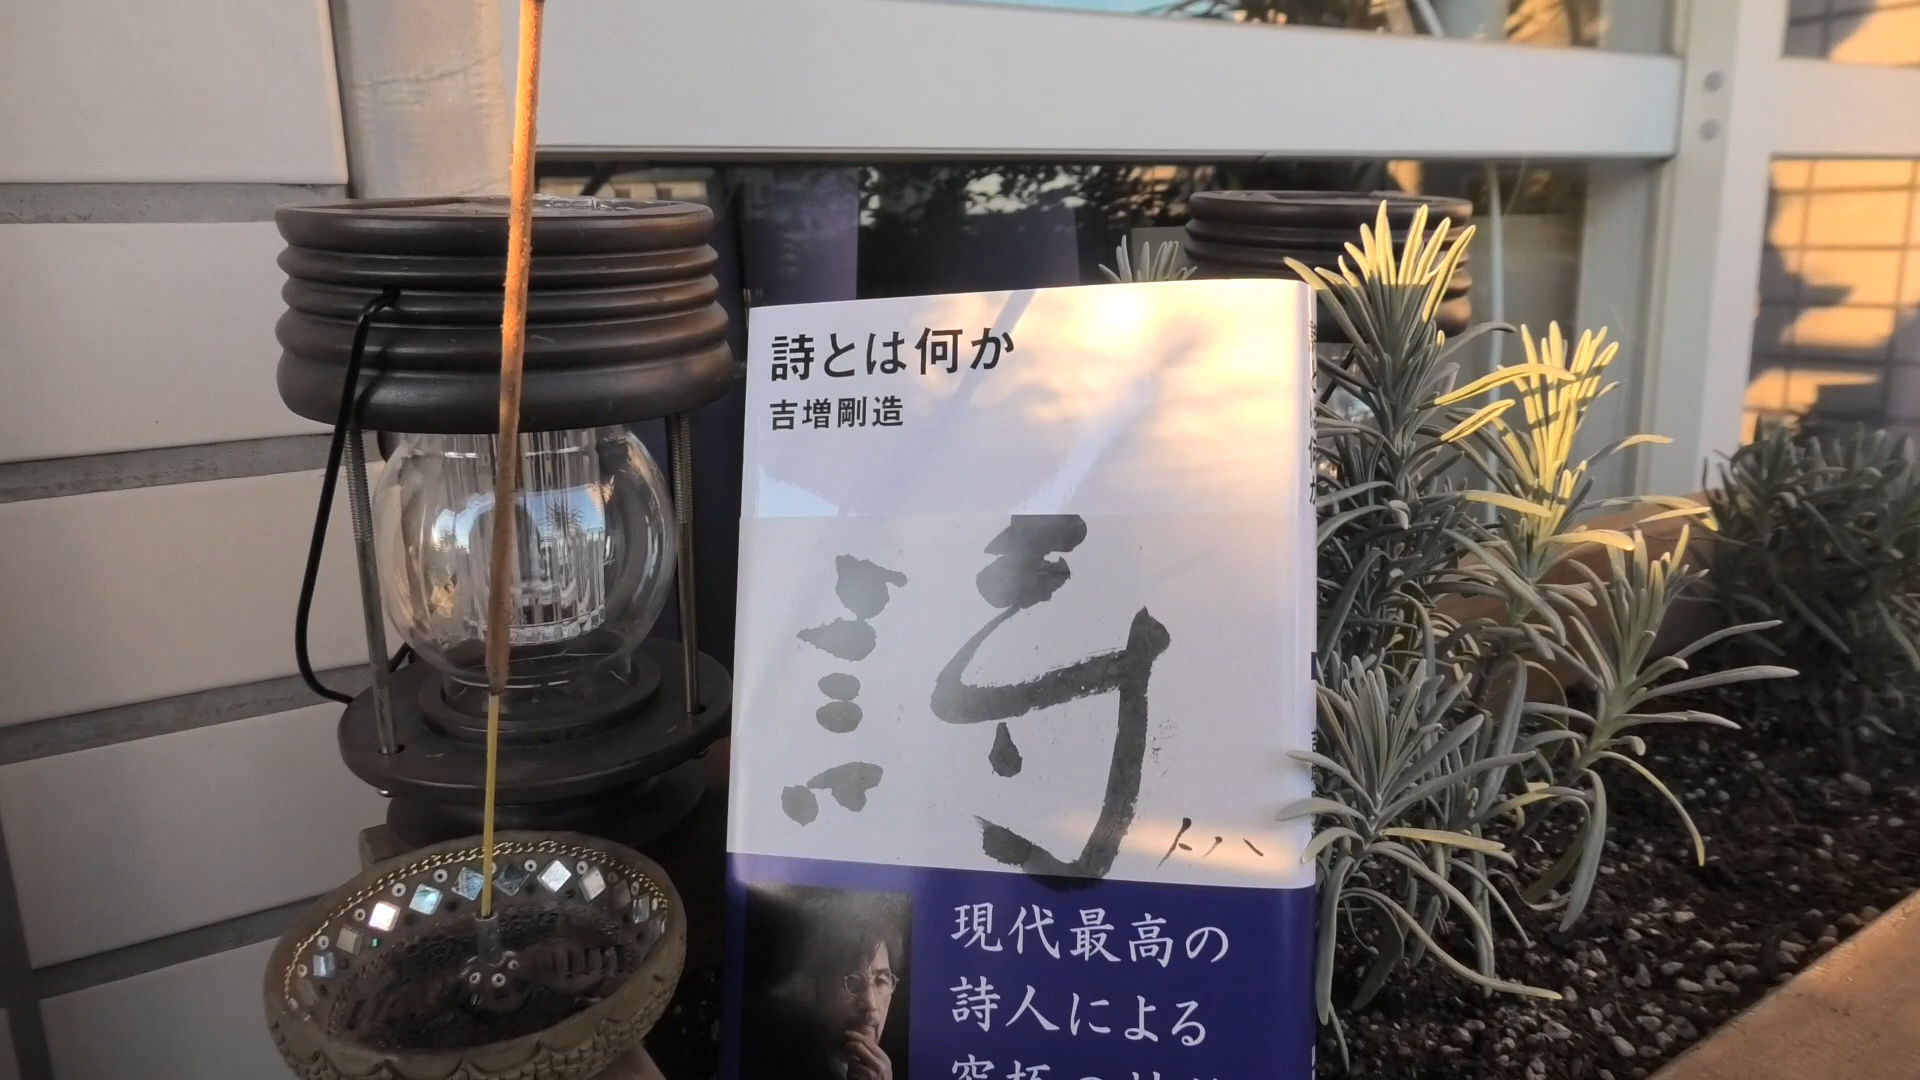 詩とは何か
吉増剛造
詩
現代最高の
詩人による